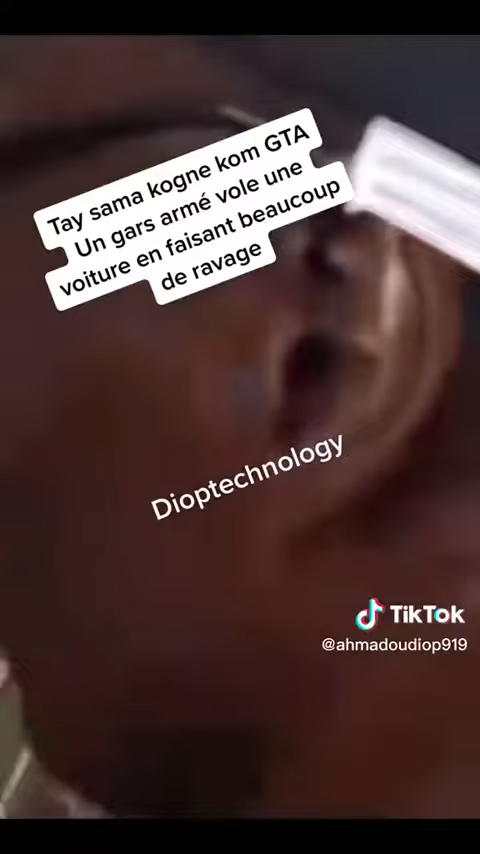 Tay sama kogne kom GTA
Un gars armé vole une
voiture en faisant beaucoup
de ravage
Dioptechnology
TikTok
@ahmadoudiop919